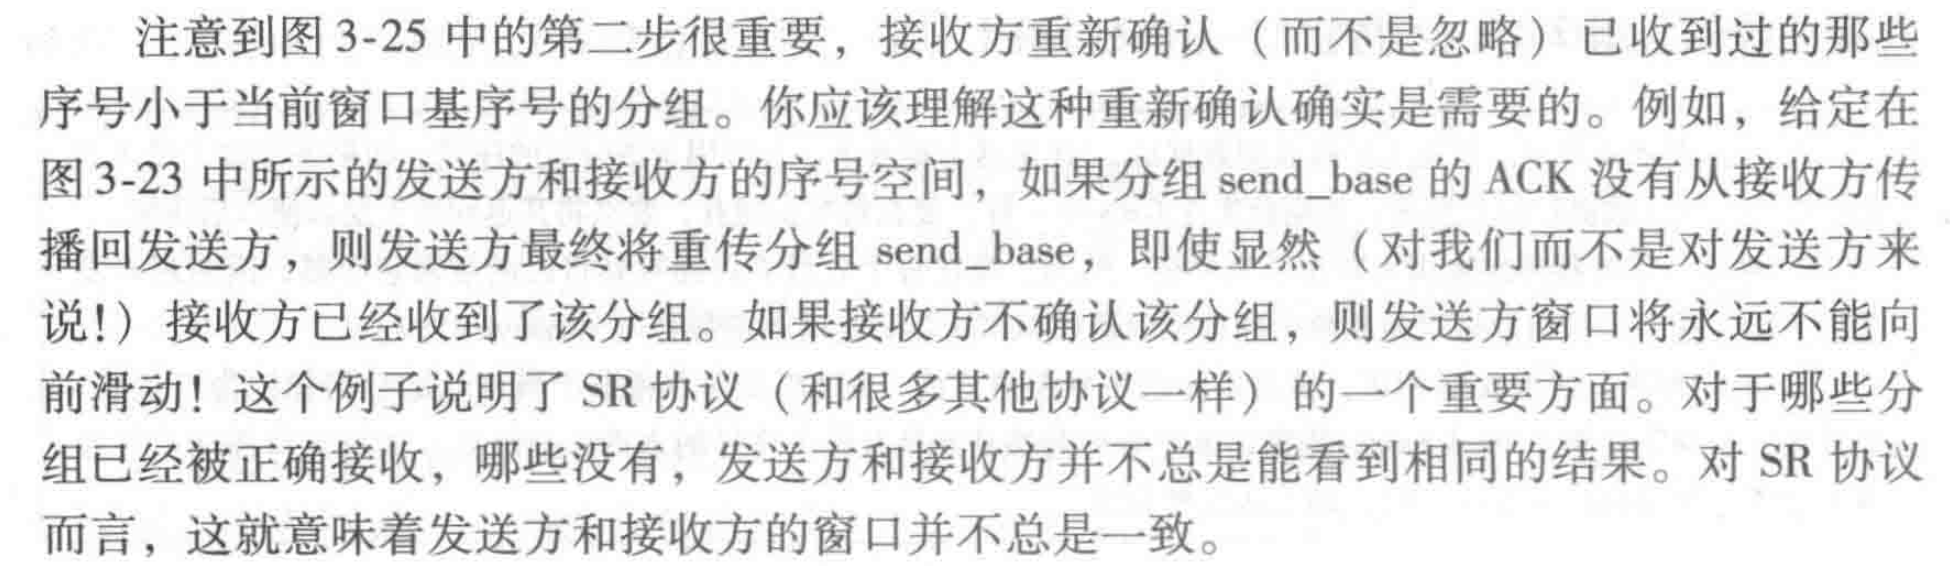 注意到图 3-25 中的第二步很重要，接收方重新确认（而不是忽略）已收到过的那些
序号小于当前窗口基序号的分组。你应该理解这种重新确认确实是需要的。例如，给定在
图 3-23 中所示的发送方和接收方的序号空间，如果分组 send_base 的 ACK 没有从接收方传
播回发送方，则发送方最终将重传分组 send_base，即使显然（对我们而不是对发送方来
说!）接收方已经收到了该分组。如果接收方不确认该分组，则发送方窗口将永远不能向
前滑动！这个例子说明了 SR 协议（和很多其他协议一样）的一个重要方面。对于哪些分
组已经被正确接收，哪些没有，发送方和接收方并不总是能看到相同的结果。对 SR 协议
而言，这就意味着发送方和接收方的窗口并不总是一致。